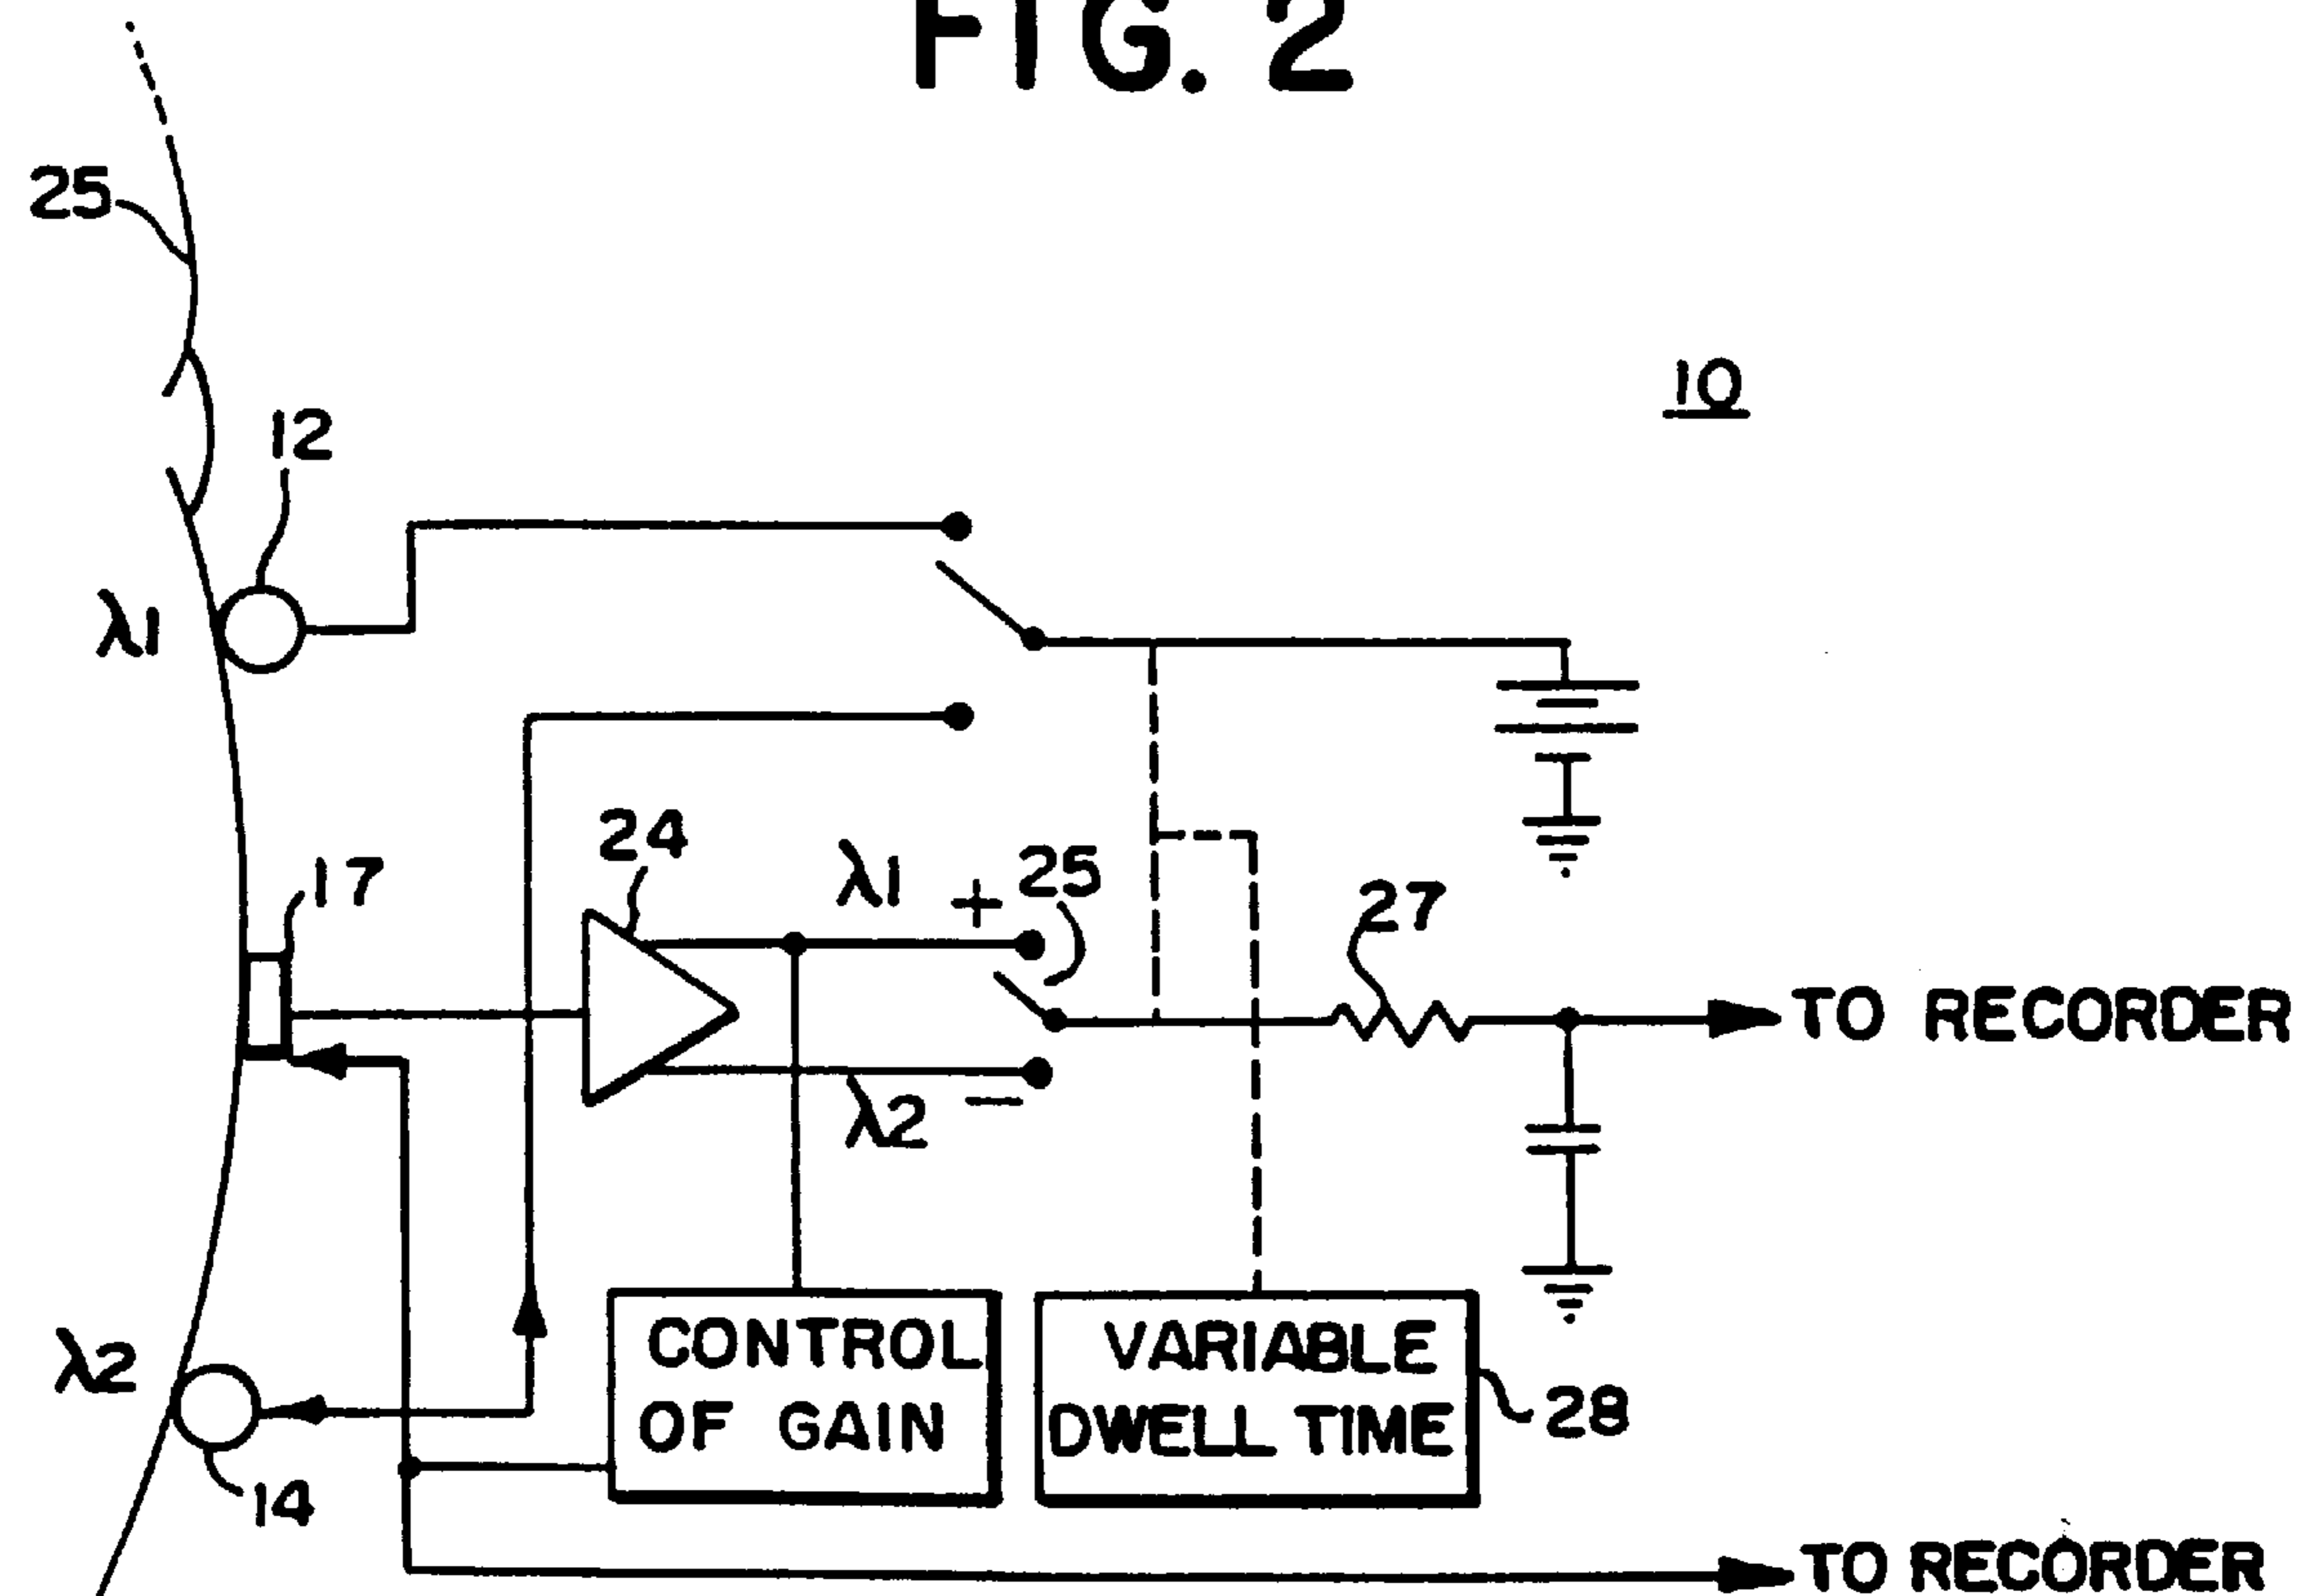 FIG. 2
25
10
12
λ1
24
λ1
+
25
17
27
TO RECORDER
λ2
−
CONTROL
OF GAIN
VARIABLE
DWELL TIME
28
λ2
14
TO RECORDER